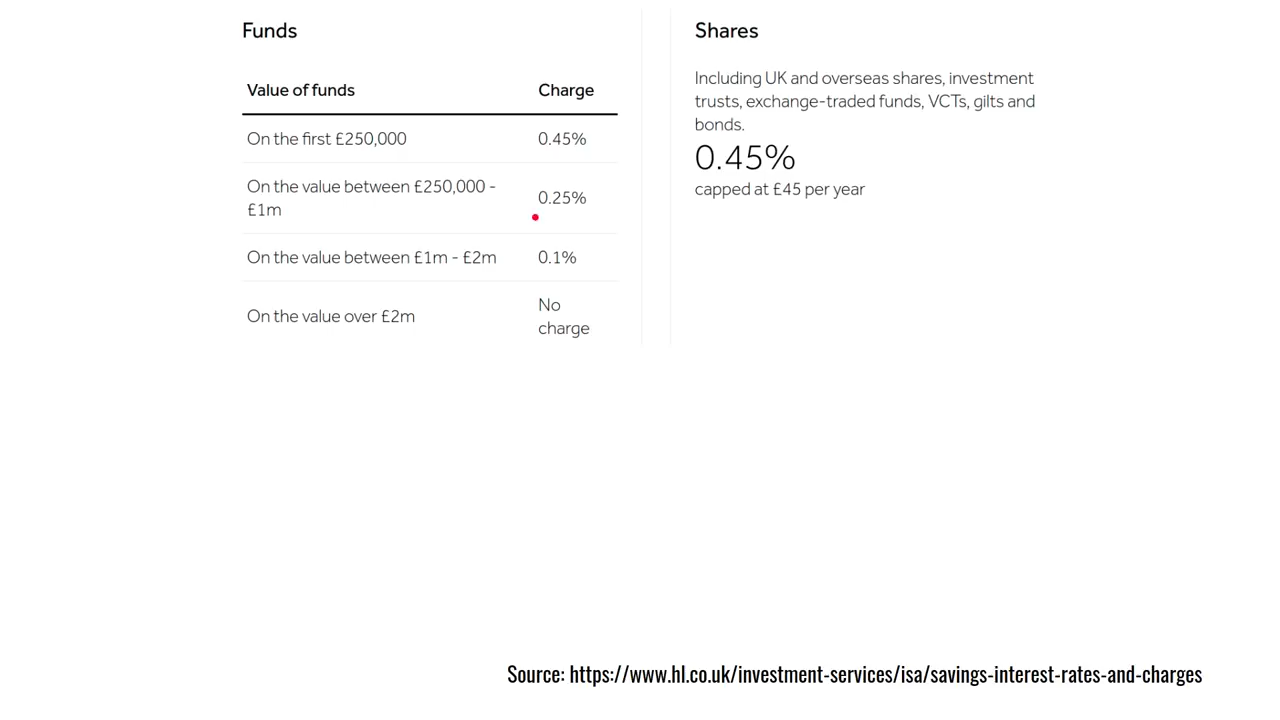 Funds
Value of funds Charge
On the first £250,000 0.45%
On the value between £250,000 -
£1m 0.25%
On the value between £1m - £2m 0.1%
On the value over £2m No
charge
Shares
Including UK and overseas shares, investment
trusts, exchange-traded funds, VCTs, gilts and
bonds.
0.45%
capped at £45 per year
Source: https://www.hl.co.uk/investment-services/isa/savings-interest-rates-and-charges